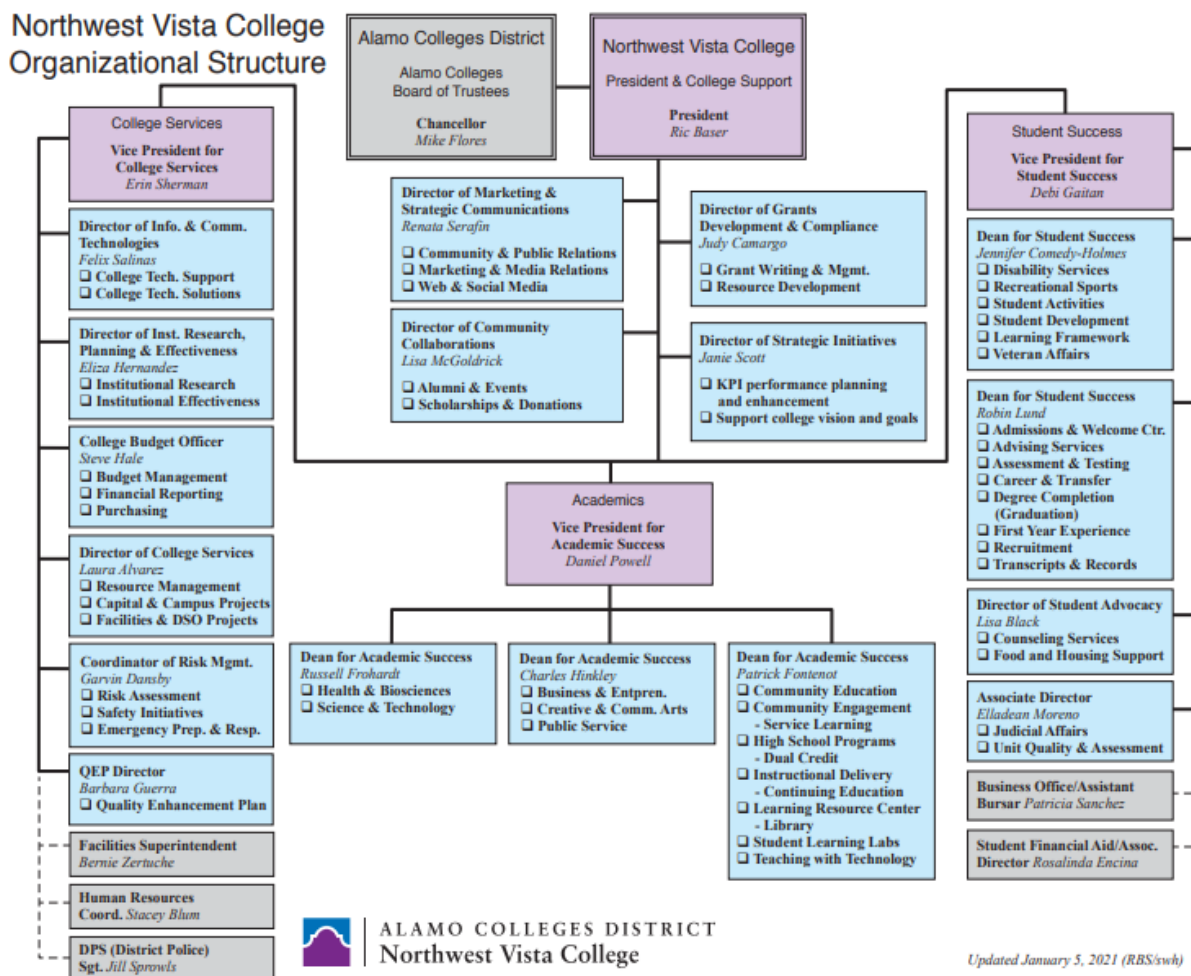 Northwest Vista College
Organizational Structure
Alamo Colleges District
Alamo Colleges
Board of Trustees
Chancellor
Mike Flores
Northwest Vista College
President & College Support
President
Ric Baser
College Services
Vice President for
College Services
Erin Sherman
Director of Info. & Comm.
Technologies
Felix Salinas
❑ College Tech. Support
❑ College Tech. Solutions
Director of Inst. Research,
Planning & Effectiveness
Eliza Hernandez
❑ Institutional Research
❑ Institutional Effectiveness
College Budget Officer
Steve Hale
❑ Budget Management
❑ Financial Reporting
❑ Purchasing
Director of College Services
Laura Alvarez
❑ Resource Management
❑ Capital & Campus Projects
❑ Facilities & DSO Projects
Coordinator of Risk Mgmt.
Garvin Dansby
❑ Risk Assessment
❑ Safety Initiatives
❑ Emergency Prep. & Resp.
QEP Director
Barbara Guerra
❑ Quality Enhancement Plan
Facilities Superintendent
Bernie Zertuche
Human Resources
Coord. Stacey Blum
DPS (District Police)
Sgt. Jill Sprowls
Director of Marketing &
Strategic Communications
Renata Serafin
❑ Community & Public Relations
❑ Marketing & Media Relations
❑ Web & Social Media
Director of Grants
Development & Compliance
Judy Camargo
❑ Grant Writing & Mgmt.
❑ Resource Development
Director of Community
Collaborations
Lisa McGoldrick
❑ Alumni & Events
❑ Scholarships & Donations
Director of Strategic Initiatives
Janie Scott
❑ KPI performance planning
and enhancement
❑ Support college vision and goals
Academics
Vice President for
Academic Success
Daniel Powell
Dean for Academic Success
Russell Frohardt
❑ Health & Biosciences
❑ Science & Technology
Dean for Academic Success
Charles Hinkley
❑ Business & Entpren.
❑ Creative & Comm. Arts
❑ Public Service
Dean for Academic Success
Patrick Fontenot
❑ Community Education
❑ Community Engagement
- Service Learning
❑ High School Programs
- Dual Credit
❑ Instructional Delivery
- Continuing Education
❑ Learning Resource Center
- Library
❑ Student Learning Labs
❑ Teaching with Technology
Student Success
Vice President for
Student Success
Debi Gaitan
Dean for Student Success
Jennifer Comedy-Holmes
❑ Disability Services
❑ Recreational Sports
❑ Student Activities
❑ Student Development
❑ Learning Framework
❑ Veteran Affairs
Dean for Student Success
Robin Lund
❑ Admissions & Welcome Ctr.
❑ Advising Services
❑ Assessment & Testing
❑ Career & Transfer
❑ Degree Completion
(Graduation)
❑ First Year Experience
❑ Recruitment
❑ Transcripts & Records
Director of Student Advocacy
Lisa Black
❑ Counseling Services
❑ Food and Housing Support
Associate Director
Elladean Moreno
❑ Judicial Affairs
❑ Unit Quality & Assessment
Business Office/Assistant
Bursar Patricia Sanchez
Student Financial Aid/Assoc.
Director Rosalinda Encina
ALAMO COLLEGES DISTRICT
Northwest Vista College
Updated January 5, 2021 (RBS/swh)